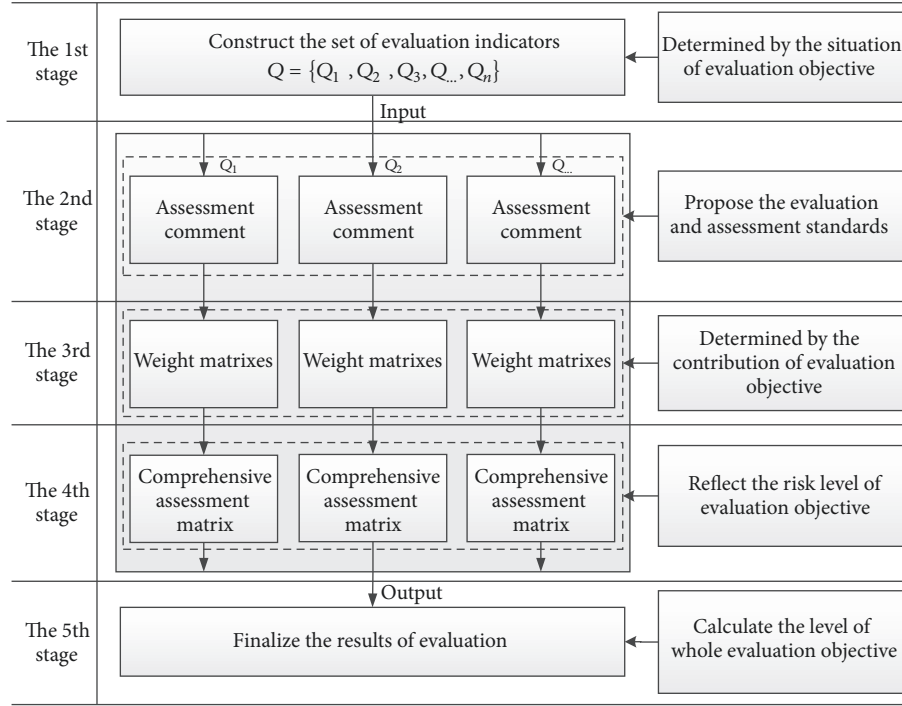 The 1st
stage
Construct the set of evaluation indicators
Q = {Q1 , Q2 , Q3, Q..., Qn}
Determined by the situation
of evaluation objective
Input
The 2nd
stage
Q1
Q2
Q...
Assessment
comment
Assessment
comment
Assessment
comment
Propose the evaluation
and assessment standards
The 3rd
stage
Weight matrixes
Weight matrixes
Weight matrixes
Determined by the
contribution of evaluation
objective
The 4th
stage
Comprehensive
assessment
matrix
Comprehensive
assessment
matrix
Comprehensive
assessment
matrix
Reflect the risk level of
evaluation objective
Output
The 5th
stage
Finalize the results of evaluation
Calculate the level of
whole evaluation objective